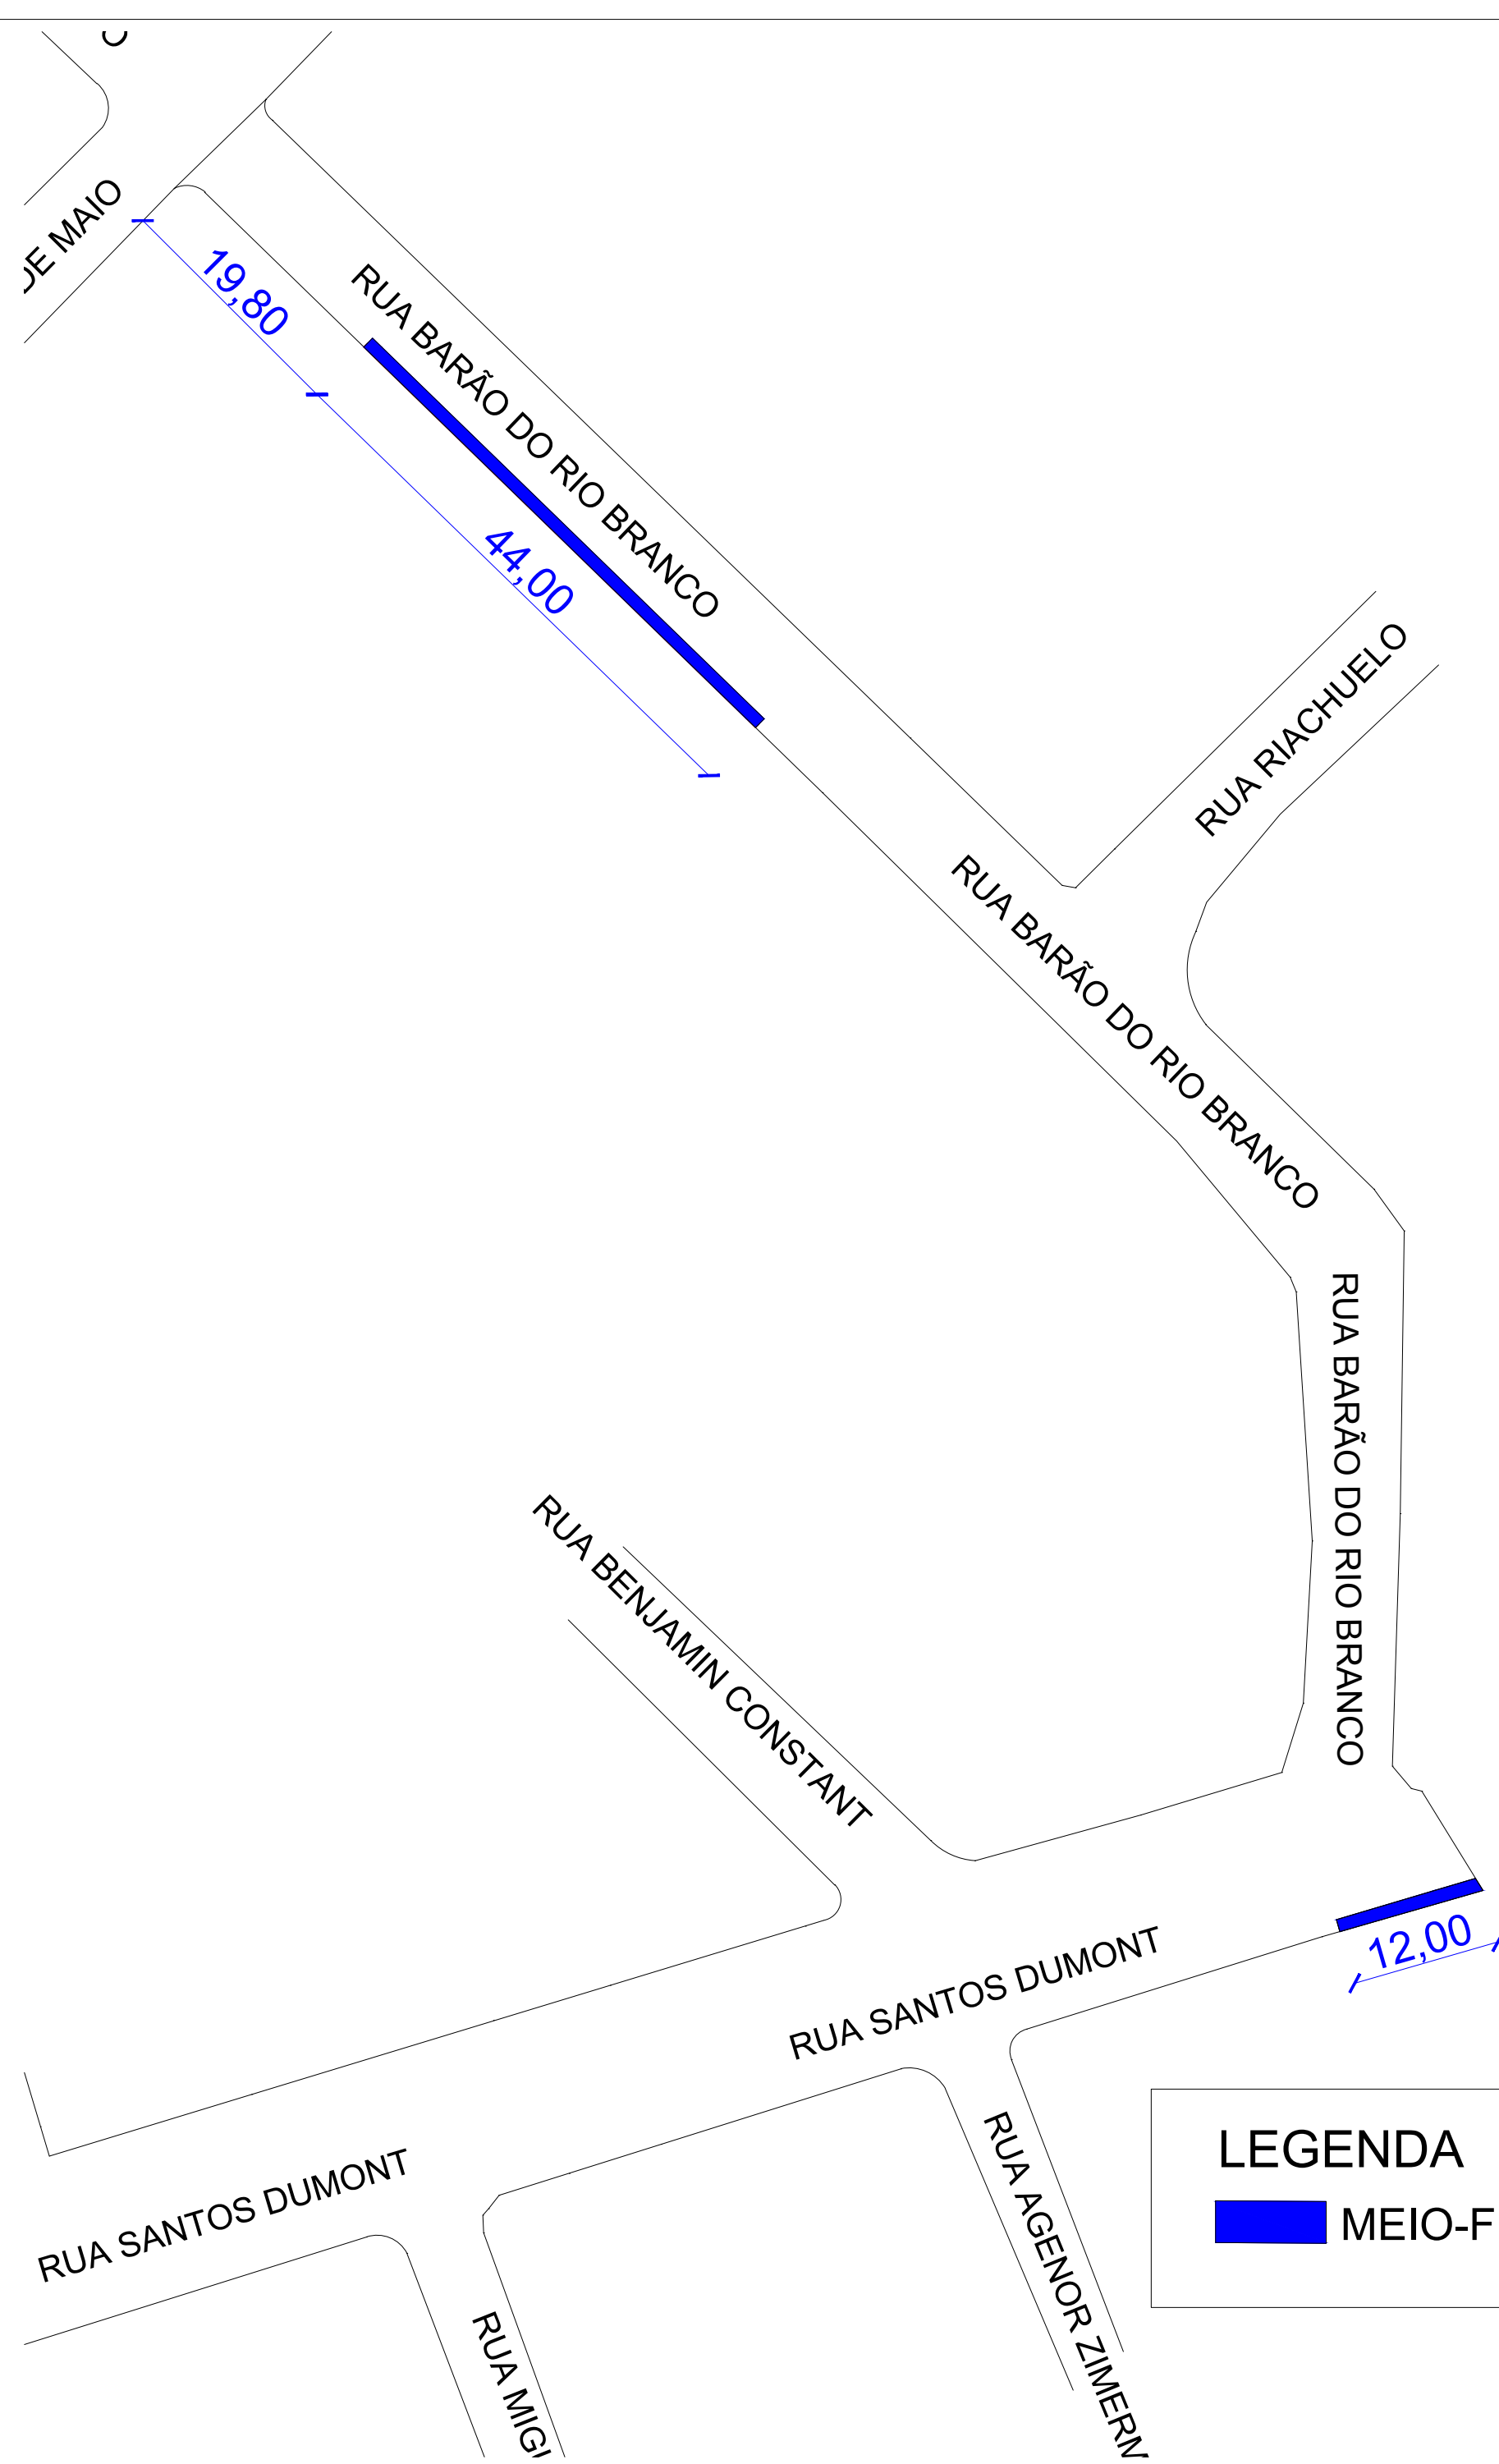 DE MAIO
19,80
RUA BARÃO DO RIO BRANCO
44,00
RUA RIACHUELO
RUA BARÃO DO RIO BRANCO
RUA BARÃO DO RIO BRANCO
RUA BENJAMIN CONSTANT
12,00
RUA SANTOS DUMONT
RUA SANTOS DUMONT
RUA AGENOR ZIMERM
RUA MIGU
LEGENDA
MEIO-F